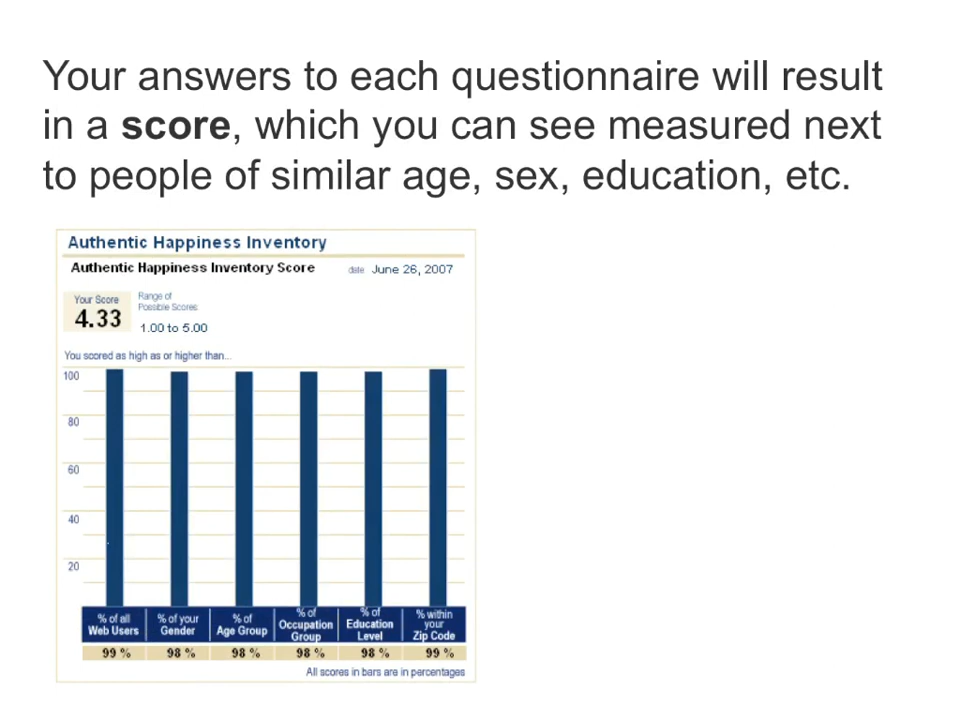 Your answers to each questionnaire will result
in a score, which you can see measured next
to people of similar age, sex, education, etc.
Authentic Happiness Inventory
Authentic Happiness Inventory Score date June 26, 2007
Your Score
4.33
Range of
Possible Scores
1.00 to 5.00
You scored as high as or higher than...
100
80
60
40
20
% of all
Web Users
% of your
Gender
% of
Age Group
% of
Occupation
Group
% of
Education
Level
% within
your
Zip Code
99 % 98 % 98 % 98 % 98 % 99 %
All scores in bars are in percentages